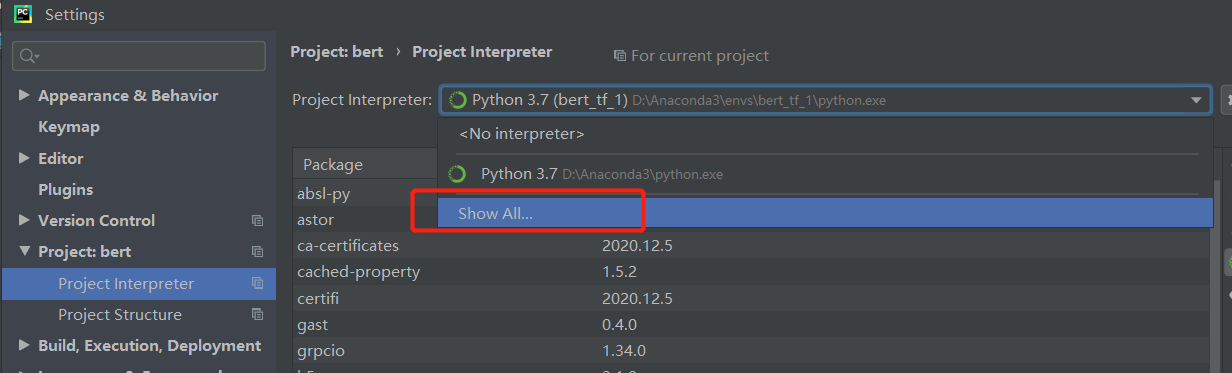 PC
Settings
Project: bert › Project Interpreter For current project
Appearance & Behavior
Keymap
Editor
Plugins
Version Control
Project: bert
Project Interpreter
Project Structure
Build, Execution, Deployment
Project Interpreter: Python 3.7 (bert_tf_1) D:\Anaconda3\envs\bert_tf_1\python.exe
<No interpreter>
Python 3.7 D:\Anaconda3\python.exe
Show All...
Package
absl-py
astor
ca-certificates 2020.12.5
cached-property 1.5.2
certifi 2020.12.5
gast 0.4.0
grpcio 1.34.0